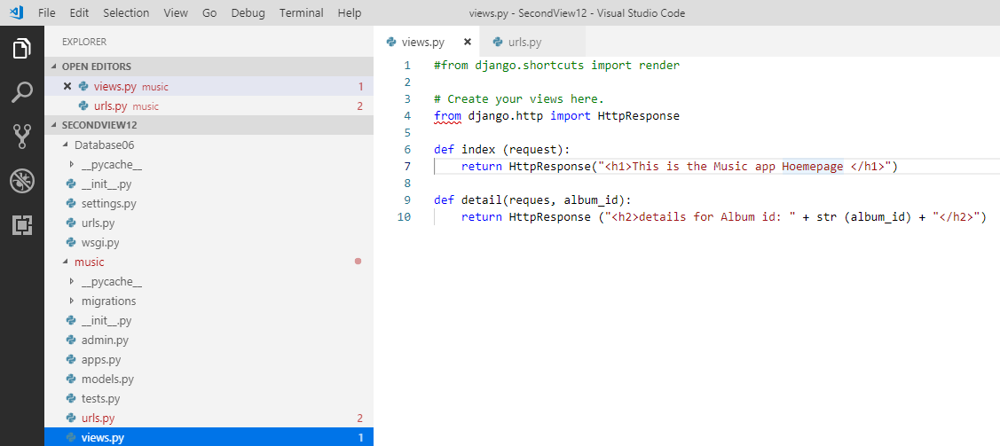 File Edit Selection View Go Debug Terminal Help views.py - SecondView12 - Visual Studio Code
EXPLORER
OPEN EDITORS
views.py music 1
urls.py music 2
SECONDVIEW12
Database06
__pycache__
__init__.py
settings.py
urls.py
wsgi.py
music
__pycache__
migrations
__init__.py
admin.py
apps.py
models.py
tests.py
urls.py 2
views.py 1
views.py urls.py
1 #from django.shortcuts import render
2
3 # Create your views here.
4 from django.http import HttpResponse
5
6 def index (request):
7     return HttpResponse("<h1>This is the Music app Hoemepage </h1>")
8
9 def detail(reques, album_id):
10     return HttpResponse ("<h2>details for Album id: " + str (album_id) + "</h2>")